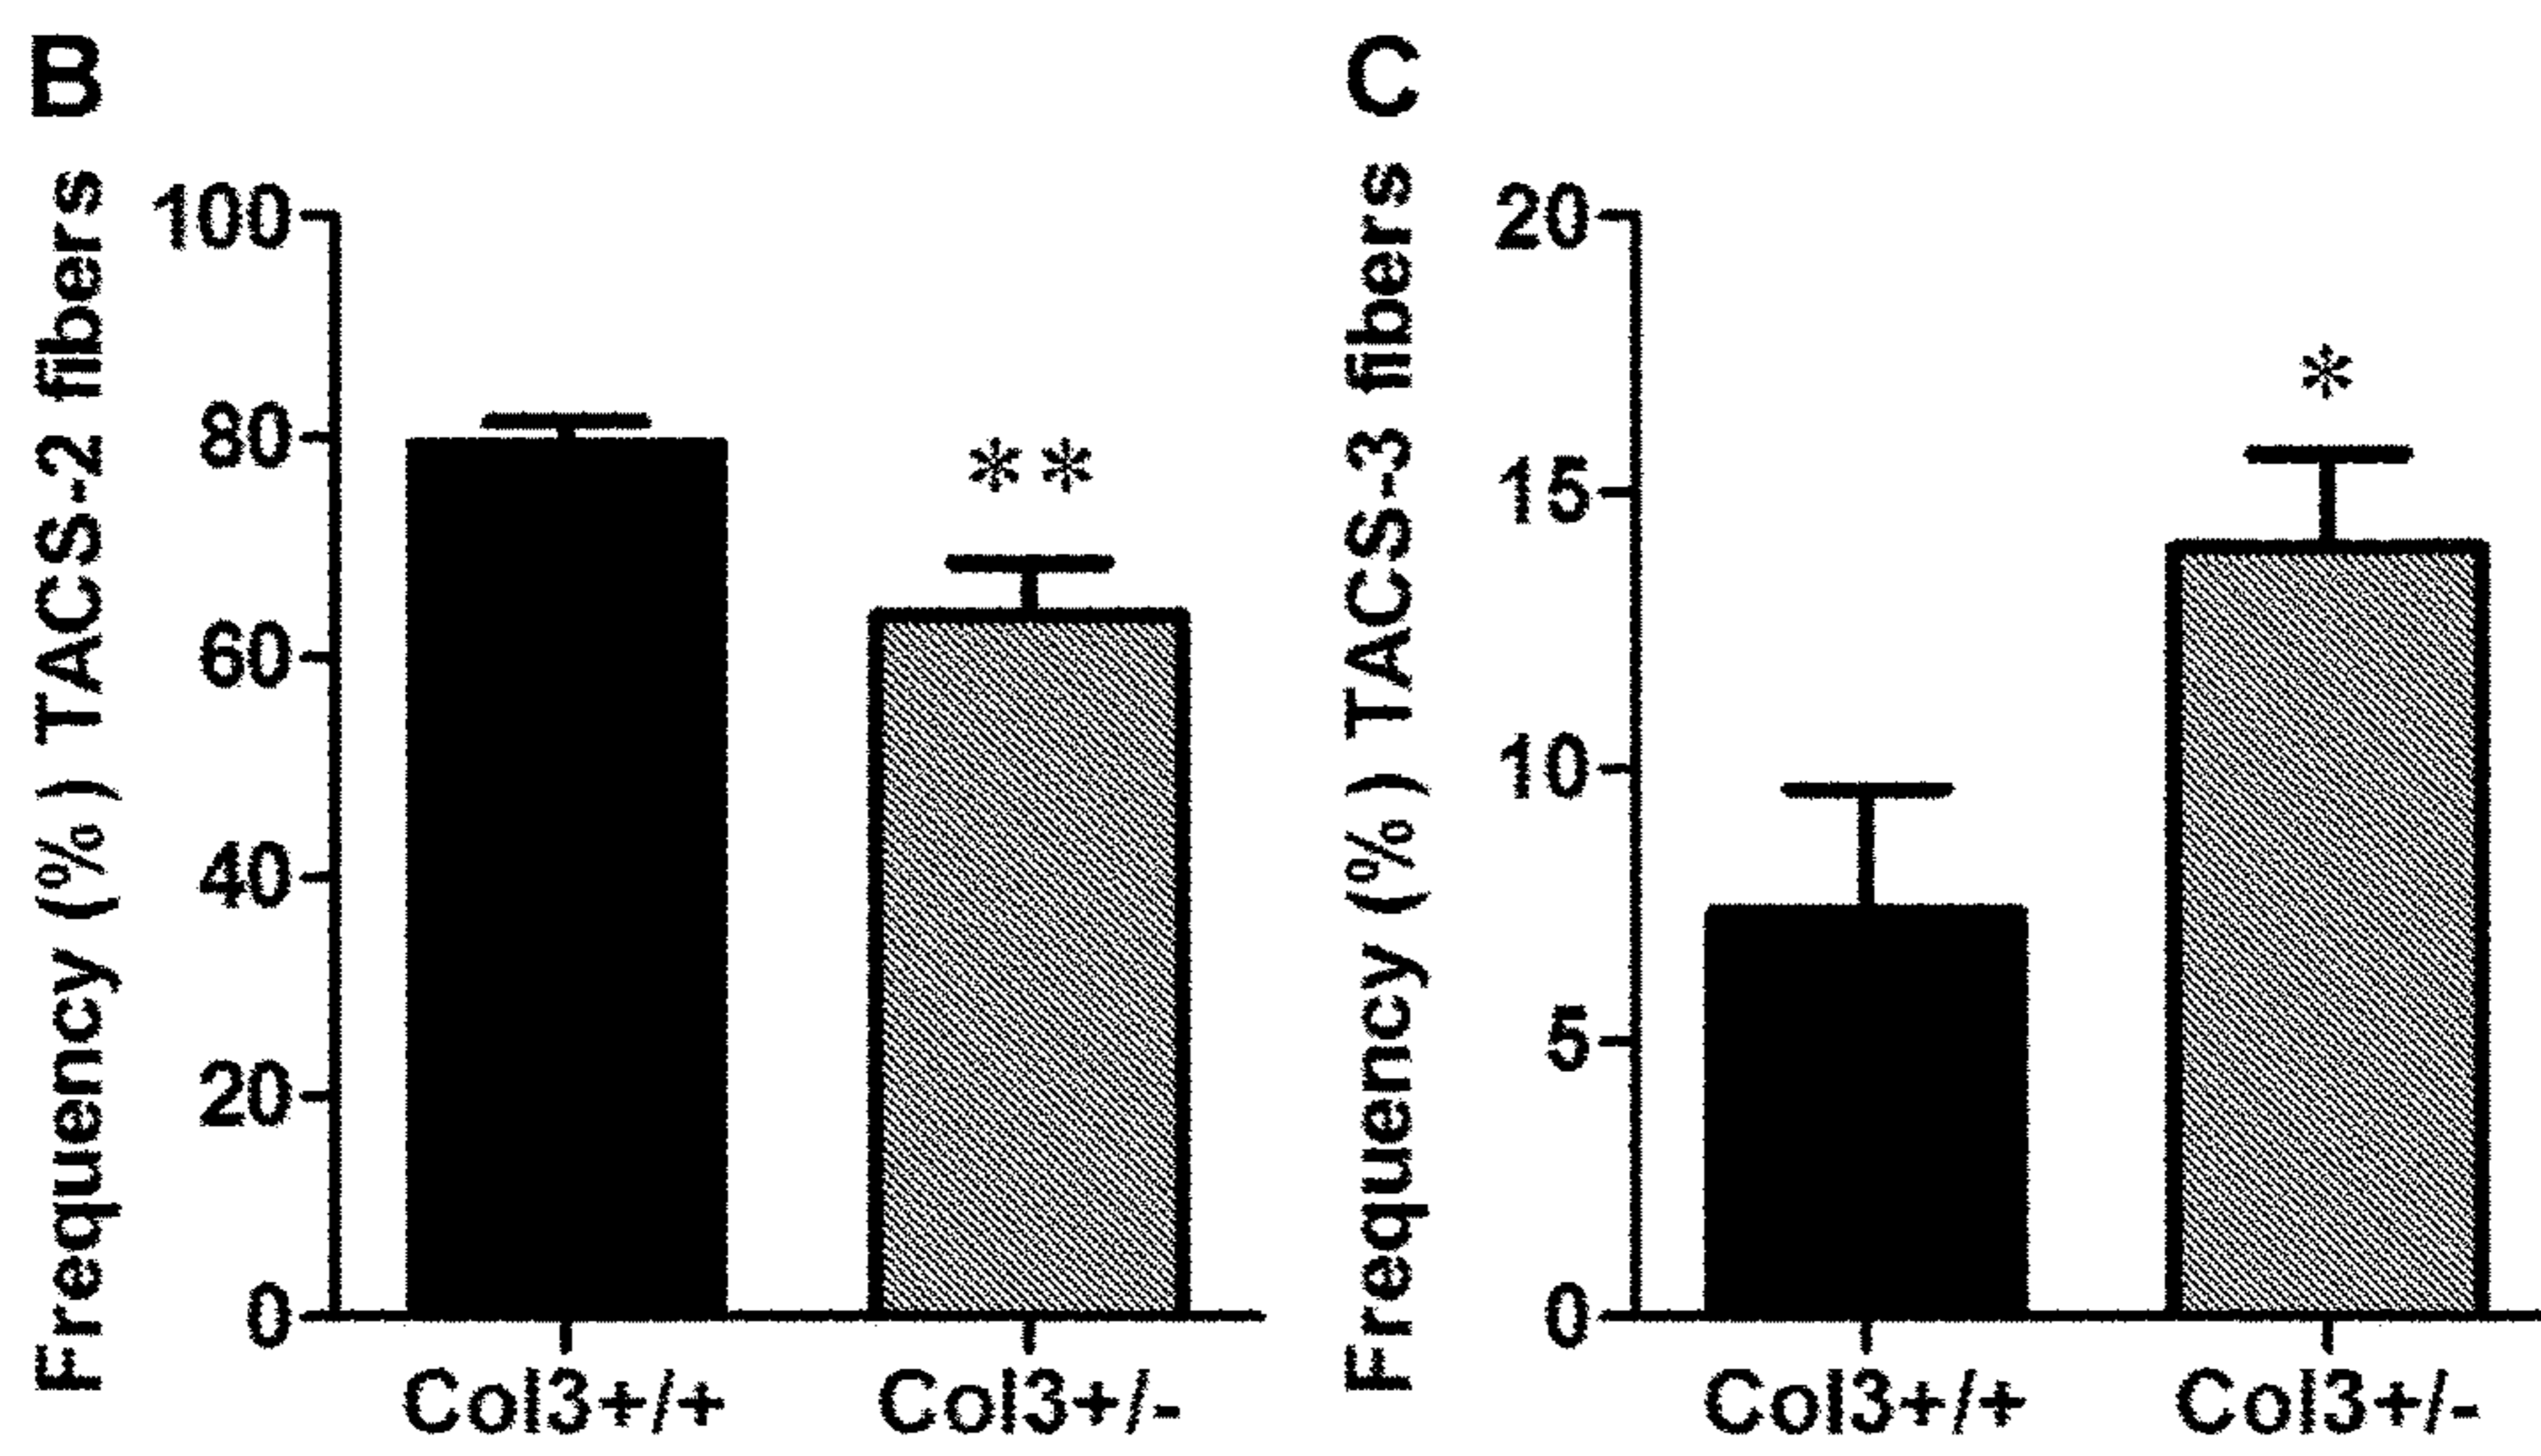 B
Frequency (%) TACS-2 fibers
100
80
60
40
20
0
**
Col3+/+
Col3+/-
C
Frequency (%) TACS-3 fibers
20
15
10
5
0
*
Col3+/+
Col3+/-